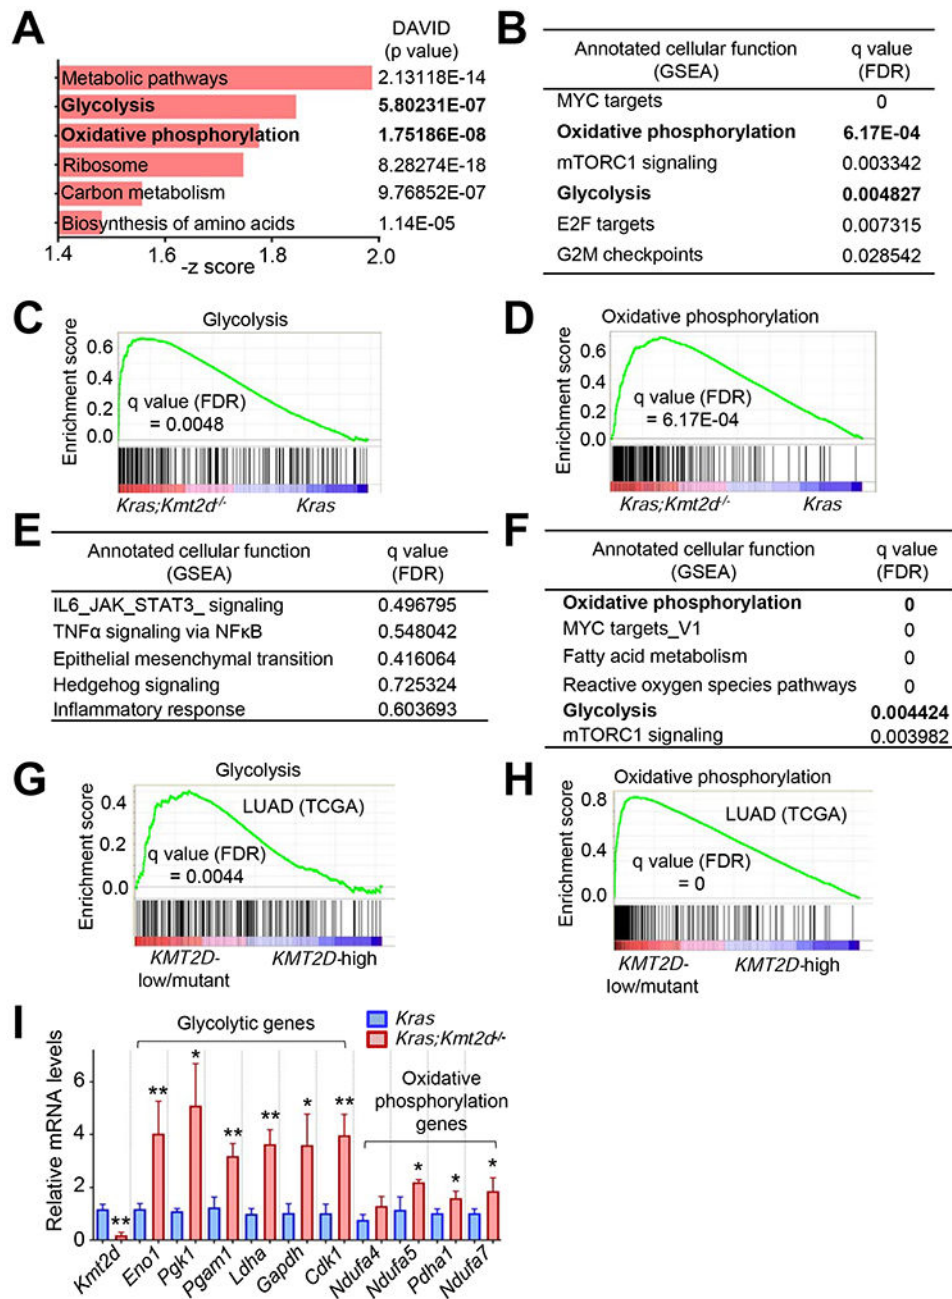 A
DAVID
(p value)
Metabolic pathways 2.13118E-14
Glycolysis 5.80231E-07
Oxidative phosphorylation 1.75186E-08
Ribosome 8.28274E-18
Carbon metabolism 9.76852E-07
Biosynthesis of amino acids 1.14E-05
1.4 1.6 1.8 2.0
-z score
B
Annotated cellular function q value
(GSEA) (FDR)
MYC targets 0
Oxidative phosphorylation 6.17E-04
mTORC1 signaling 0.003342
Glycolysis 0.004827
E2F targets 0.007315
G2M checkpoints 0.028542
C
Glycolysis
Enrichment score
0.6
0.4
0.2
0.0
q value (FDR)
= 0.0048
Kras;Kmt2d-/- Kras
D
Oxidative phosphorylation
Enrichment score
0.6
0.4
0.2
0.0
q value (FDR)
= 6.17E-04
Kras;Kmt2d-/- Kras
E
Annotated cellular function q value
(GSEA) (FDR)
IL6_JAK_STAT3_ signaling 0.496795
TNFα signaling via NFκB 0.548042
Epithelial mesenchymal transition 0.416064
Hedgehog signaling 0.725324
Inflammatory response 0.603693
F
Annotated cellular function q value
(GSEA) (FDR)
Oxidative phosphorylation 0
MYC targets_V1 0
Fatty acid metabolism 0
Reactive oxygen species pathways 0
Glycolysis 0.004424
mTORC1 signaling 0.003982
G
Glycolysis
Enrichment score
0.4
0.2
0.0
LUAD (TCGA)
q value (FDR)
= 0.0044
KMT2D- KMT2D-high
low/mutant
H
Oxidative phosphorylation
Enrichment score
0.8
0.4
0.0
LUAD (TCGA)
q value (FDR)
= 0
KMT2D- KMT2D-high
low/mutant
I
Relative mRNA levels
6
4
2
0
Glycolytic genes
Kras
Kras;Kmt2d-/-
Oxidative
phosphorylation
genes
** ** * ** ** * ** * * *
Kmt2d Eno1 Pgk1 Pgam1 Ldha Gapdh Cdk1 Ndufa4 Ndufa5 Pdha1 Ndufa7